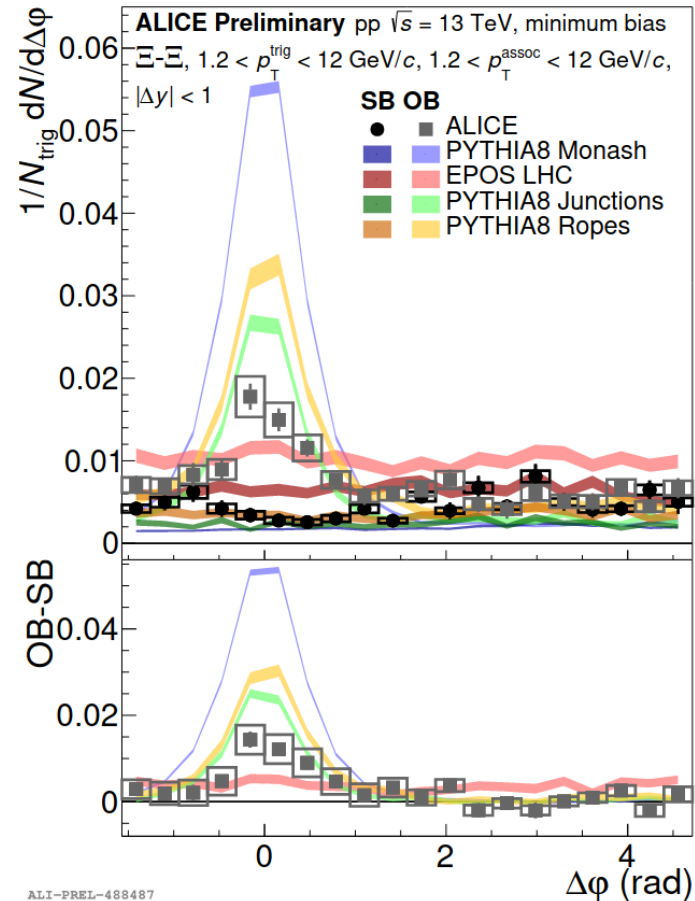 ALICE Preliminary pp √s = 13 TeV, minimum bias
Ξ-Ξ, 1.2 < p_T^trig < 12 GeV/c, 1.2 < p_T^assoc < 12 GeV/c,
|Δy| < 1
SB OB
ALICE
PYTHIA8 Monash
EPOS LHC
PYTHIA8 Junctions
PYTHIA8 Ropes
1/N_trig dN/dΔφ
0.06
0.05
0.04
0.03
0.02
0.01
0
OB-SB
0.04
0.02
0
0 2 4
Δφ (rad)
ALI-PREL-488487